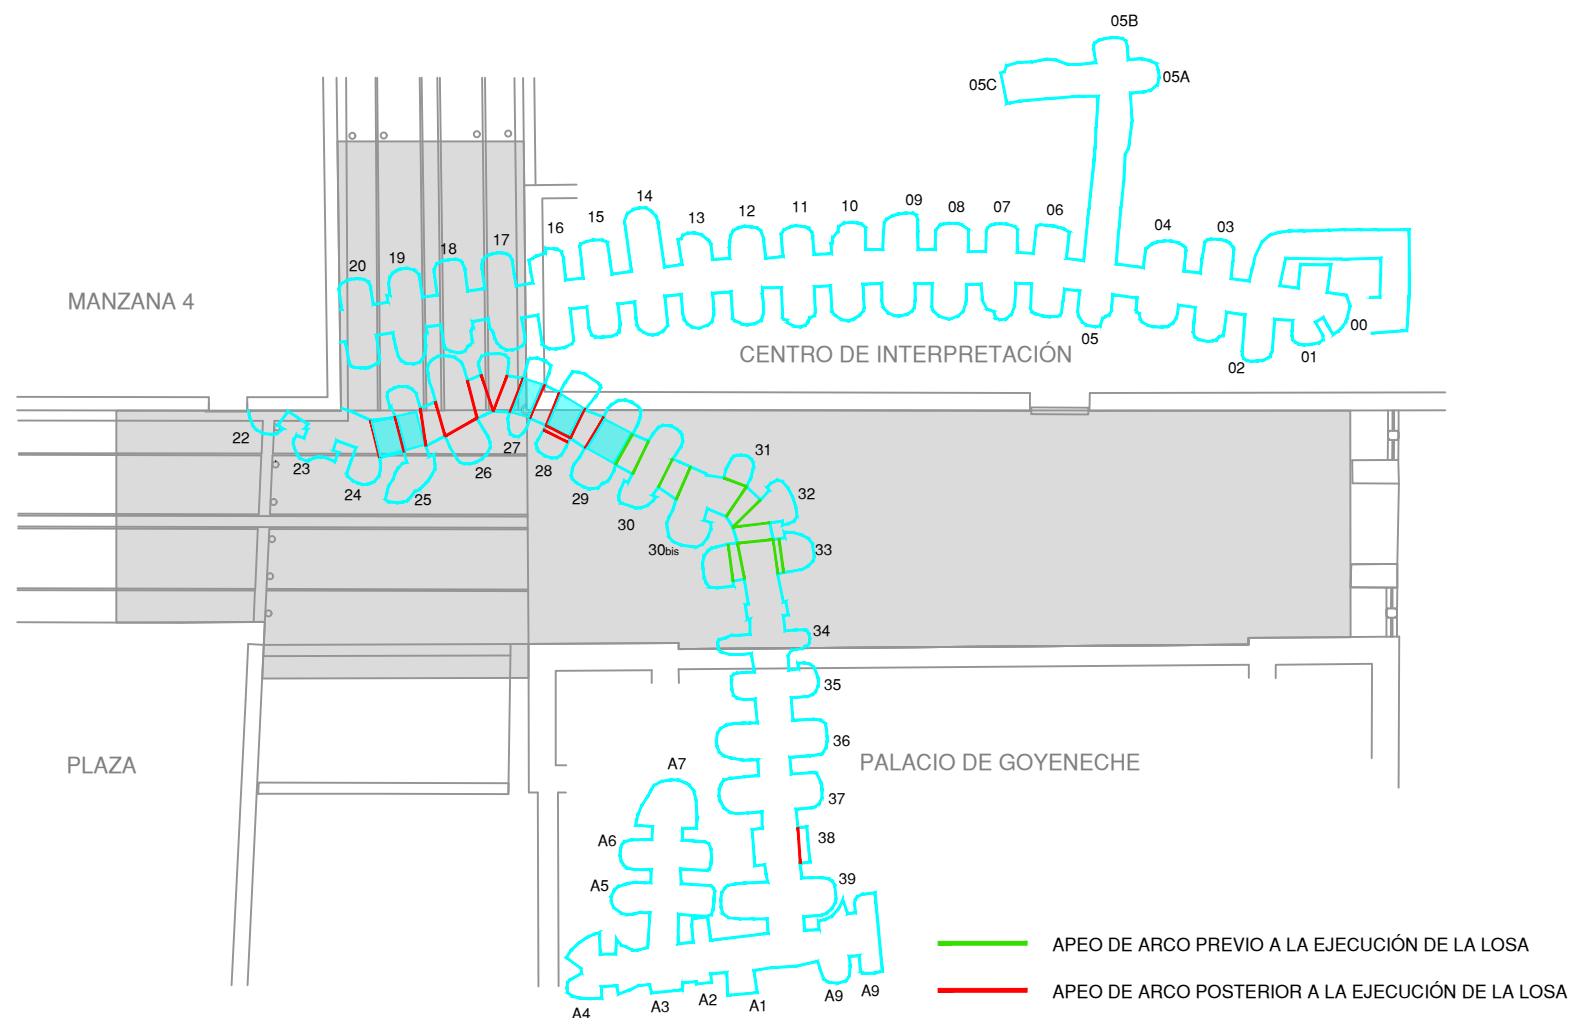 05B
05C
05A
14
15
16
13
12
11
10
09
08
07
06
04
03
17
18
19
20
MANZANA 4
00
05
01
02
CENTRO DE INTERPRETACIÓN
22
23
24
25
26
27
28
29
30
30bis
31
32
33
34
35
36
37
38
39
PLAZA
PALACIO DE GOYENECHE
A7
A6
A5
A4
A3
A2
A1
A9
A9
APEO DE ARCO PREVIO A LA EJECUCIÓN DE LA LOSA
APEO DE ARCO POSTERIOR A LA EJECUCIÓN DE LA LOSA